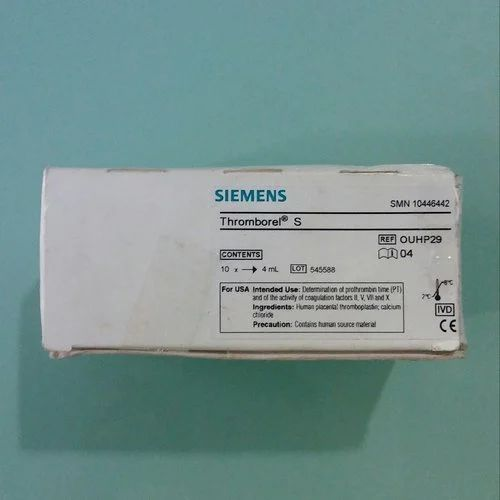 SIEMENS
SMN 10446442
Thromborel® S
REF OUHP29
04
CONTENTS
10 x → 4 mL LOT 545588
For USA Intended Use: Determination of prothrombin time (PT)
and of the activity of coagulation factors II, V, VII and X
Ingredients: Human placental thromboplastin; calcium
chloride
Precaution: Contains human source material
8°C
IVD
CE